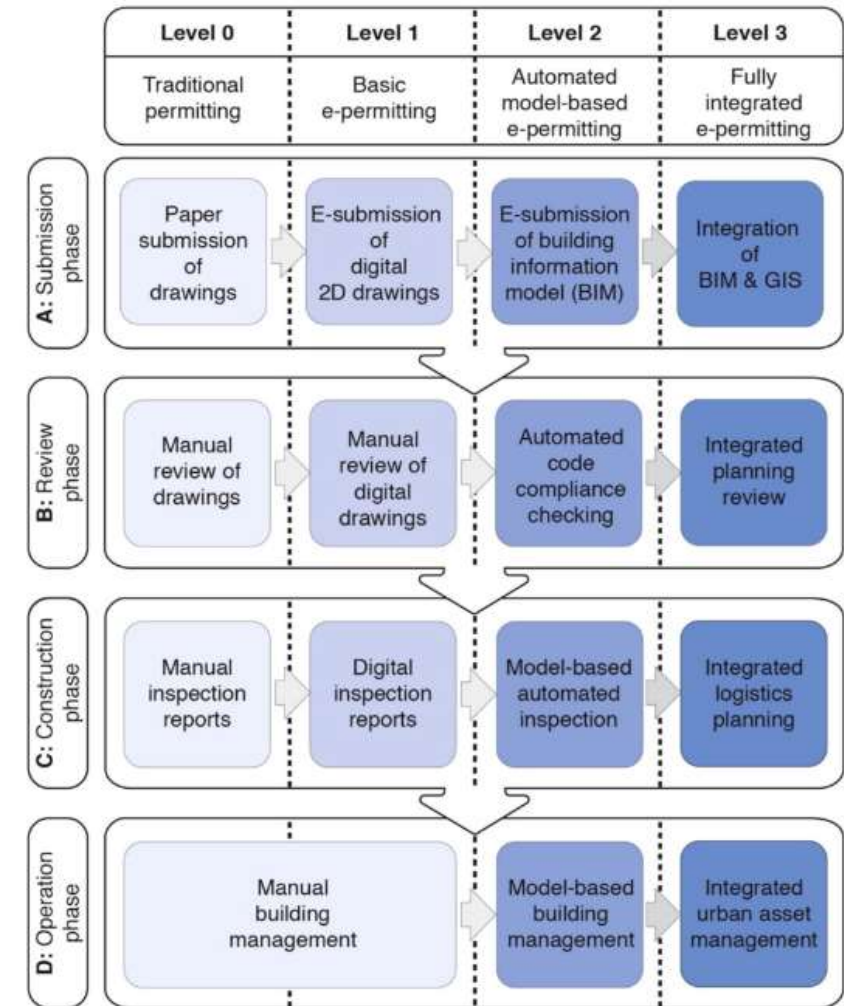 Level 0
Level 1
Level 2
Level 3
Traditional
permitting
Basic
e-permitting
Automated
model-based
e-permitting
Fully
integrated
e-permitting
A: Submission
phase
Paper
submission
of
drawings
E-submission
of
digital
2D drawings
E-submission
of building
information
model (BIM)
Integration
of
BIM & GIS
B: Review
phase
Manual
review of
drawings
Manual
review of
digital
drawings
Automated
code
compliance
checking
Integrated
planning
review
C: Construction
phase
Manual
inspection
reports
Digital
inspection
reports
Model-based
automated
inspection
Integrated
logistics
planning
D: Operation
phase
Manual
building
management
Model-based
building
management
Integrated
urban asset
management